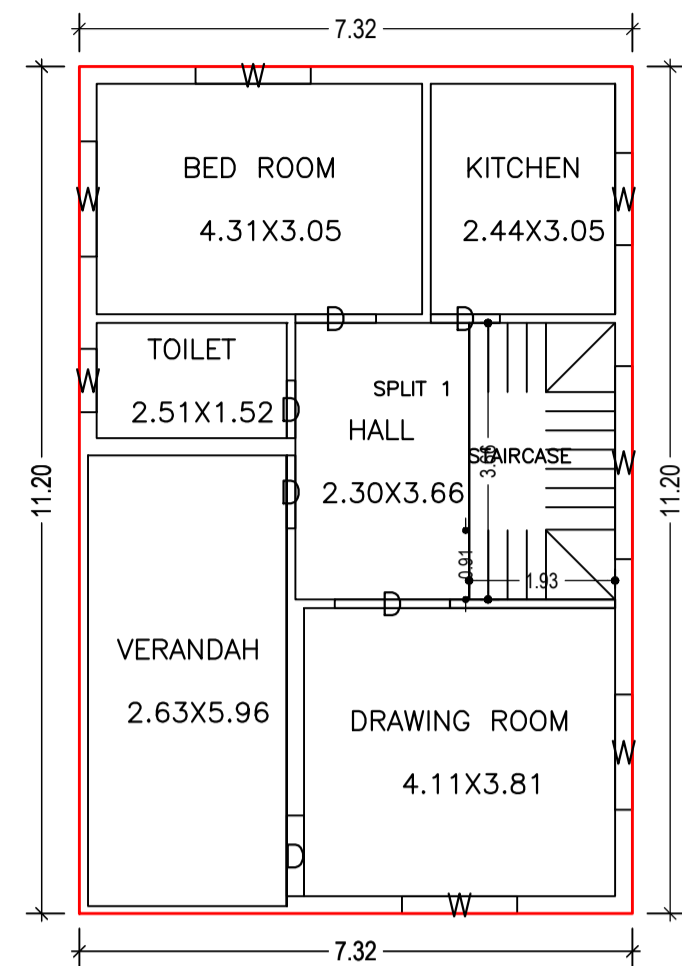 7.32
W
BED ROOM
4.31X3.05
KITCHEN
2.44X3.05
W
W
D
D
TOILET
2.51X1.52
W
D
SPLIT 1
HALL
2.30X3.66
STAIRCASE
3.66
W
11.20
11.20
D
0.91
1.93
D
VERANDAH
2.63X5.96
DRAWING ROOM
4.11X3.81
W
D
W
7.32